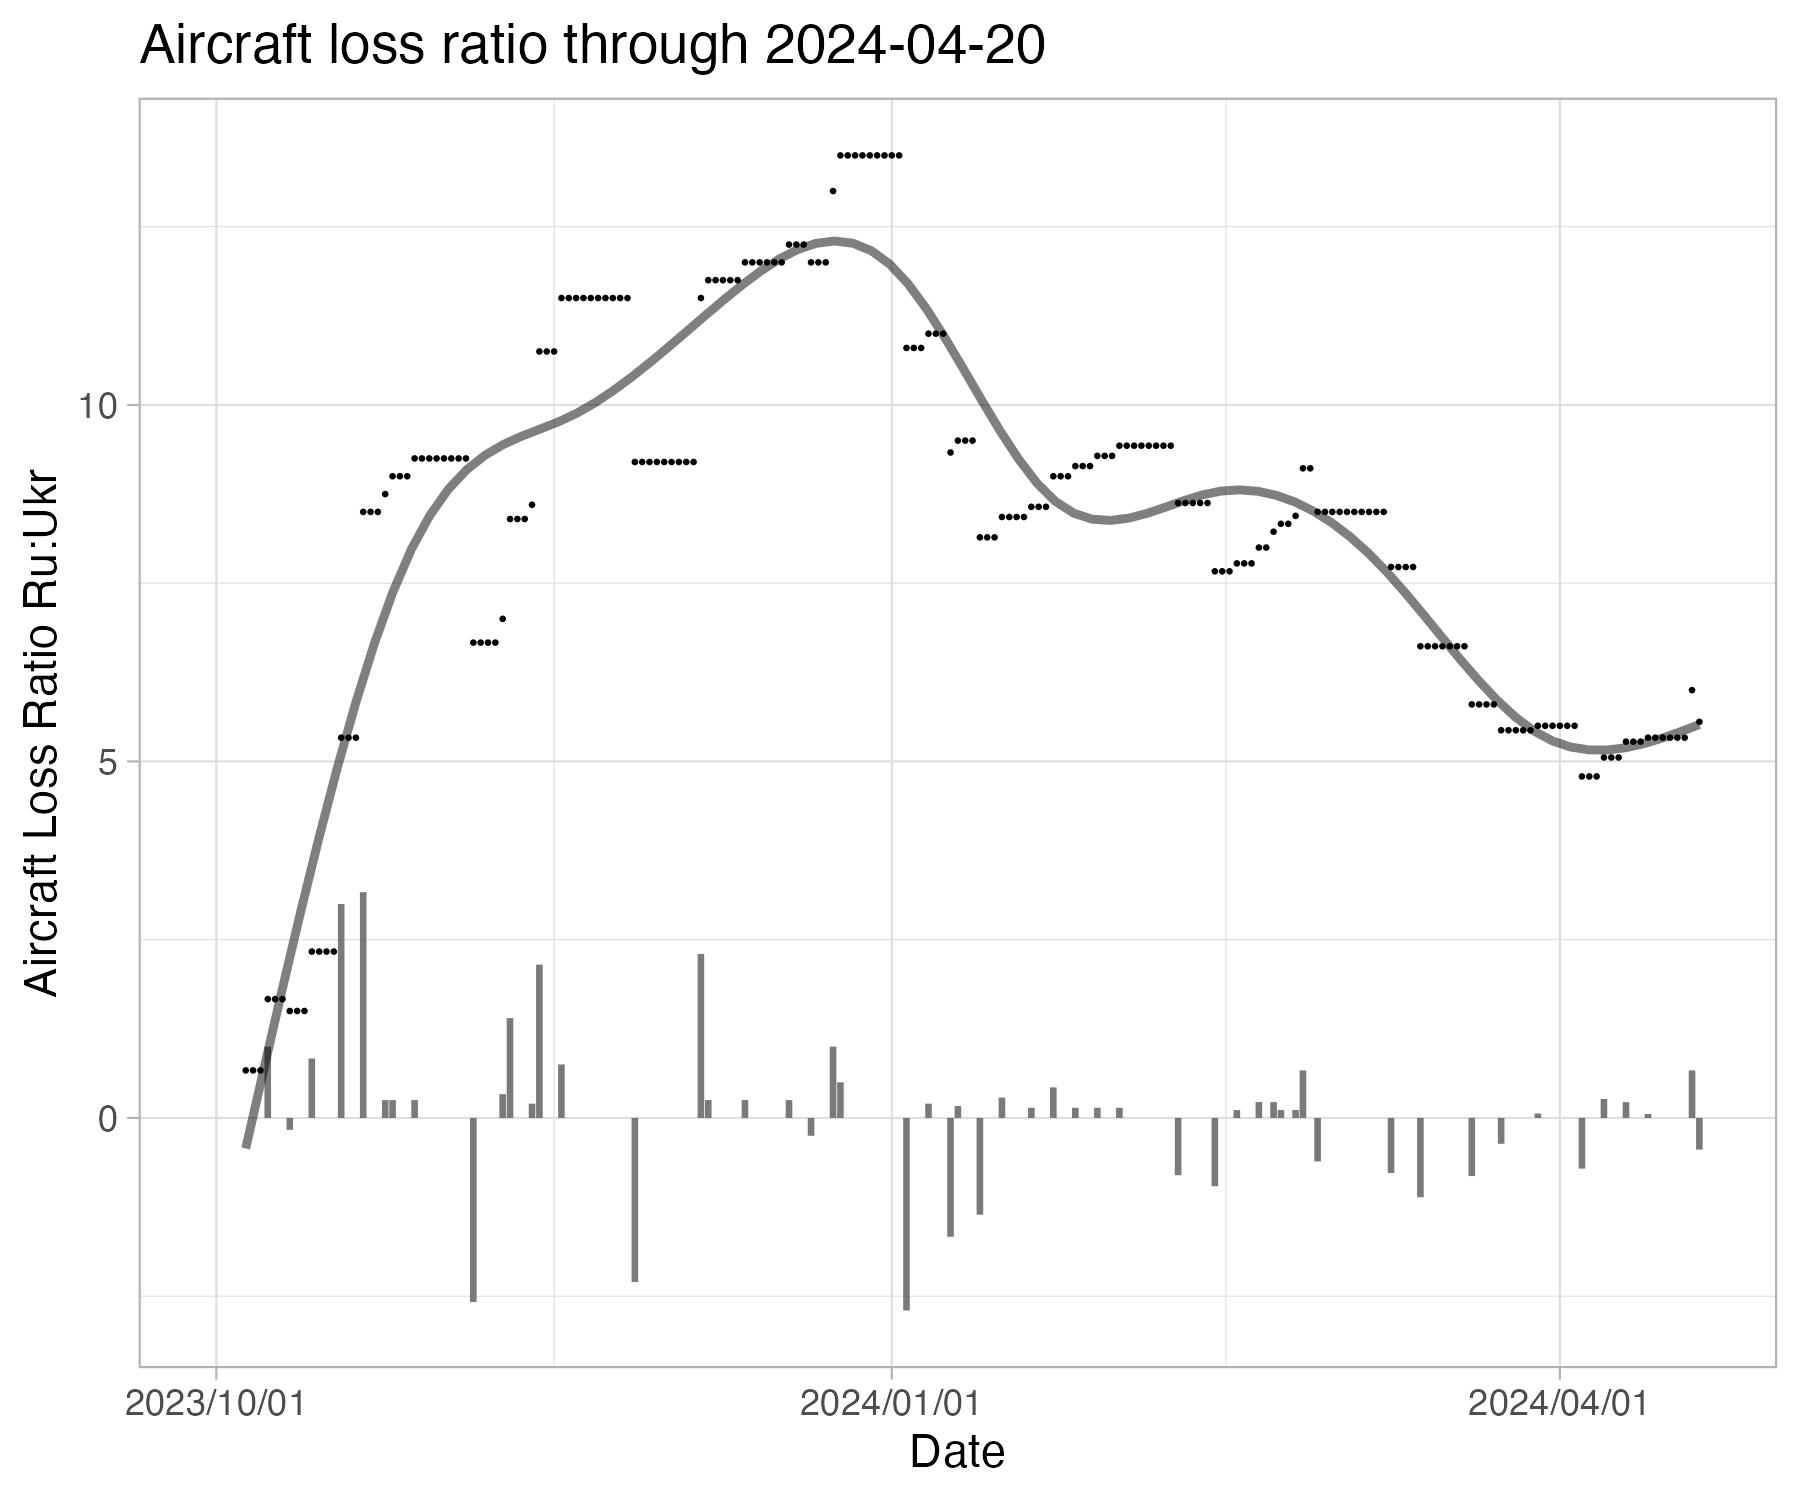 Aircraft loss ratio through 2024-04-20
Aircraft Loss Ratio Ru:Ukr
10
5
0
2023/10/01
2024/01/01
2024/04/01
Date